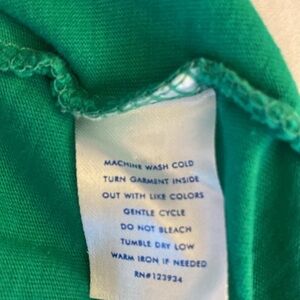 MACHINE WASH COLD
TURN GARMENT INSIDE
OUT WITH LIKE COLORS
GENTLE CYCLE
DO NOT BLEACH
TUMBLE DRY LOW
WARM IRON IF NEEDED
RN#123934